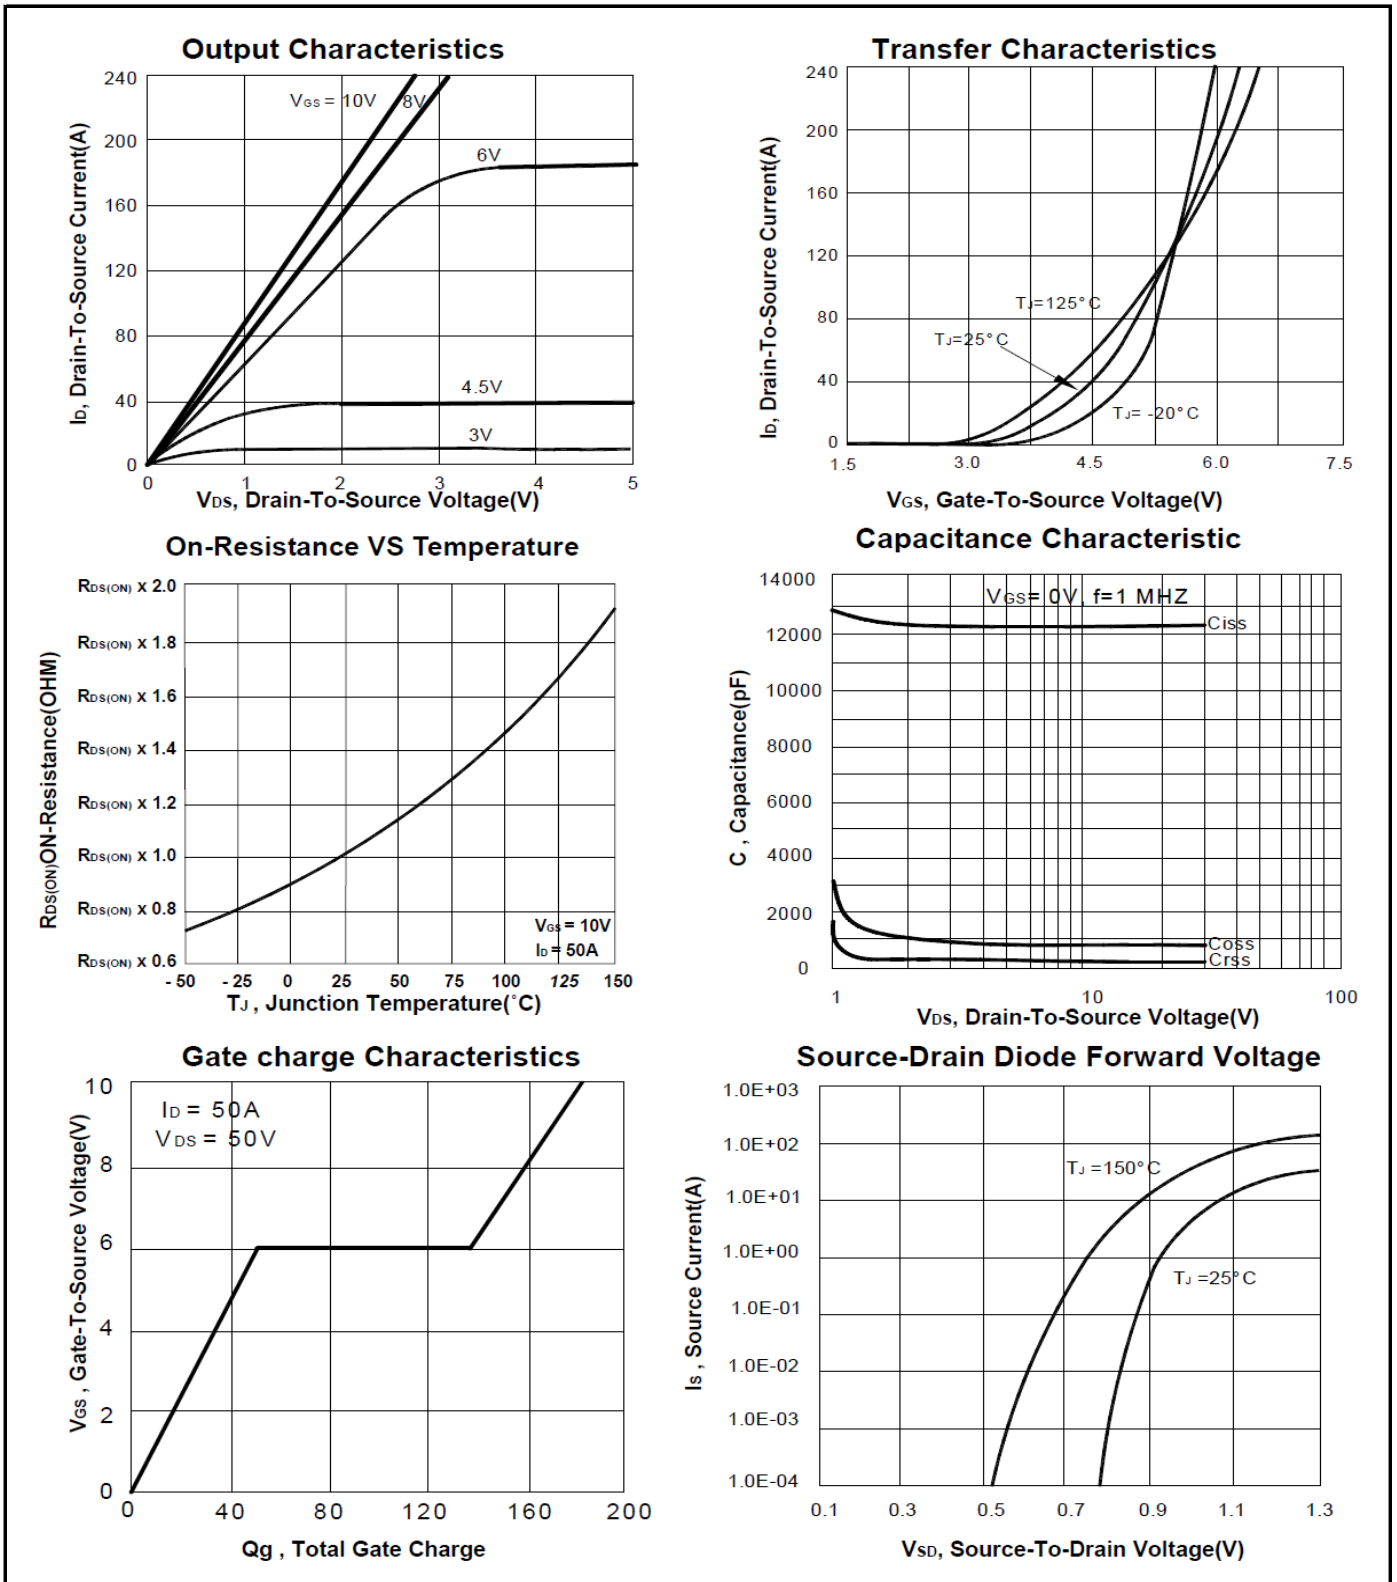 Output Characteristics
240
200
160
120
80
40
0
ID, Drain-To-Source Current(A)
VGS = 10V
8V
6V
4.5V
3V
0 1 2 3 4 5
VDS, Drain-To-Source Voltage(V)
Transfer Characteristics
240
200
160
120
80
40
0
ID, Drain-To-Source Current(A)
TJ=125°C
TJ=25°C
TJ= -20°C
1.5 3.0 4.5 6.0 7.5
VGS, Gate-To-Source Voltage(V)
On-Resistance VS Temperature
RDS(ON) x 2.0
RDS(ON) x 1.8
RDS(ON) x 1.6
RDS(ON) x 1.4
RDS(ON) x 1.2
RDS(ON) x 1.0
RDS(ON) x 0.8
RDS(ON) x 0.6
RDS(ON)ON-Resistance(OHM)
VGS = 10V
ID = 50A
- 50 - 25 0 25 50 75 100 125 150
TJ , Junction Temperature(˚C)
Capacitance Characteristic
14000
12000
10000
8000
6000
4000
2000
0
C , Capacitance(pF)
VGS= 0V, f=1 MHZ
Ciss
Coss
Crss
1 10 100
VDS, Drain-To-Source Voltage(V)
Gate charge Characteristics
10
8
6
4
2
0
VGS , Gate-To-Source Voltage(V)
ID = 50A
VDS = 50V
0 40 80 120 160 200
Qg , Total Gate Charge
Source-Drain Diode Forward Voltage
1.0E+03
1.0E+02
1.0E+01
1.0E+00
1.0E-01
1.0E-02
1.0E-03
1.0E-04
IS , Source Current(A)
TJ =150°C
TJ =25°C
0.1 0.3 0.5 0.7 0.9 1.1 1.3
VSD, Source-To-Drain Voltage(V)